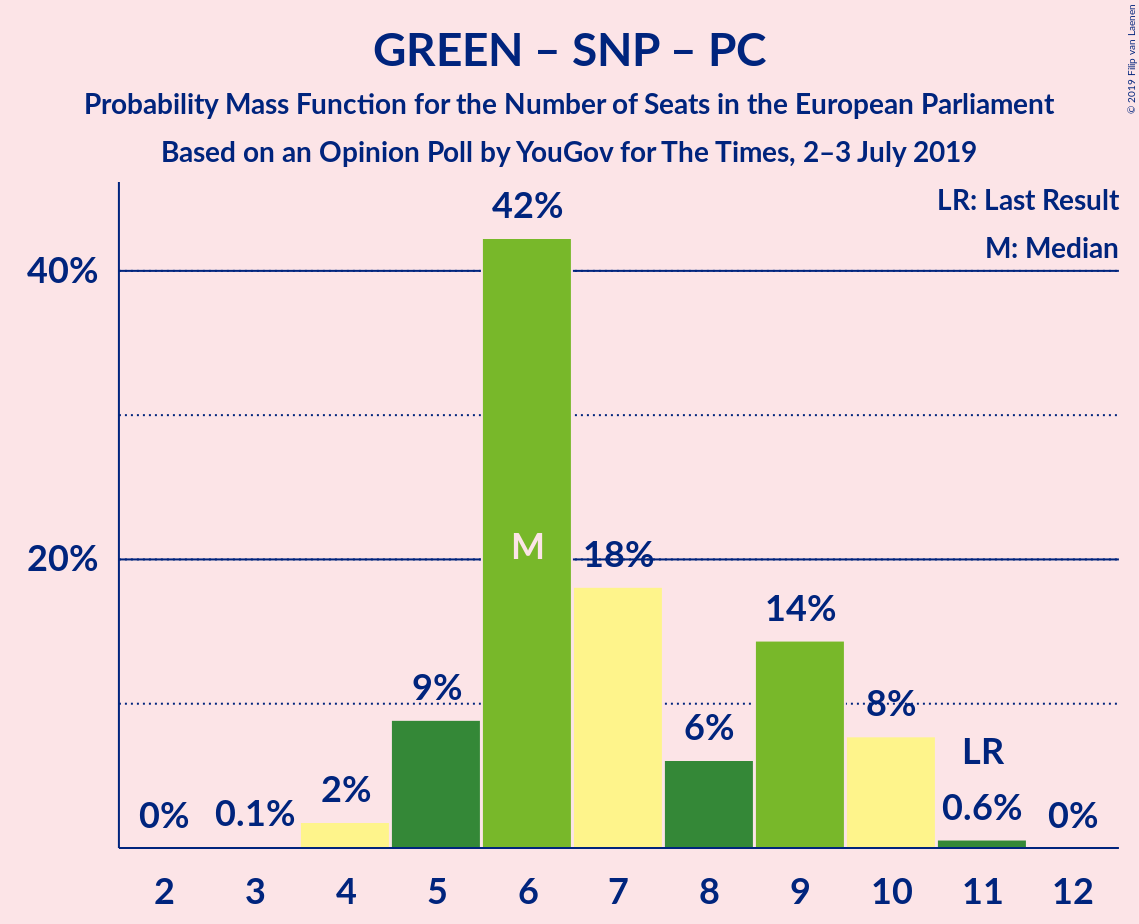 GREEN – SNP – PC
Probability Mass Function for the Number of Seats in the European Parliament
Based on an Opinion Poll by YouGov for The Times, 2–3 July 2019
© 2019 Filip van Laenen
LR: Last Result
M: Median
40%
20%
0%
0.1%
2%
9%
42%
M
18%
6%
14%
8%
LR
0.6%
0%
2 3 4 5 6 7 8 9 10 11 12